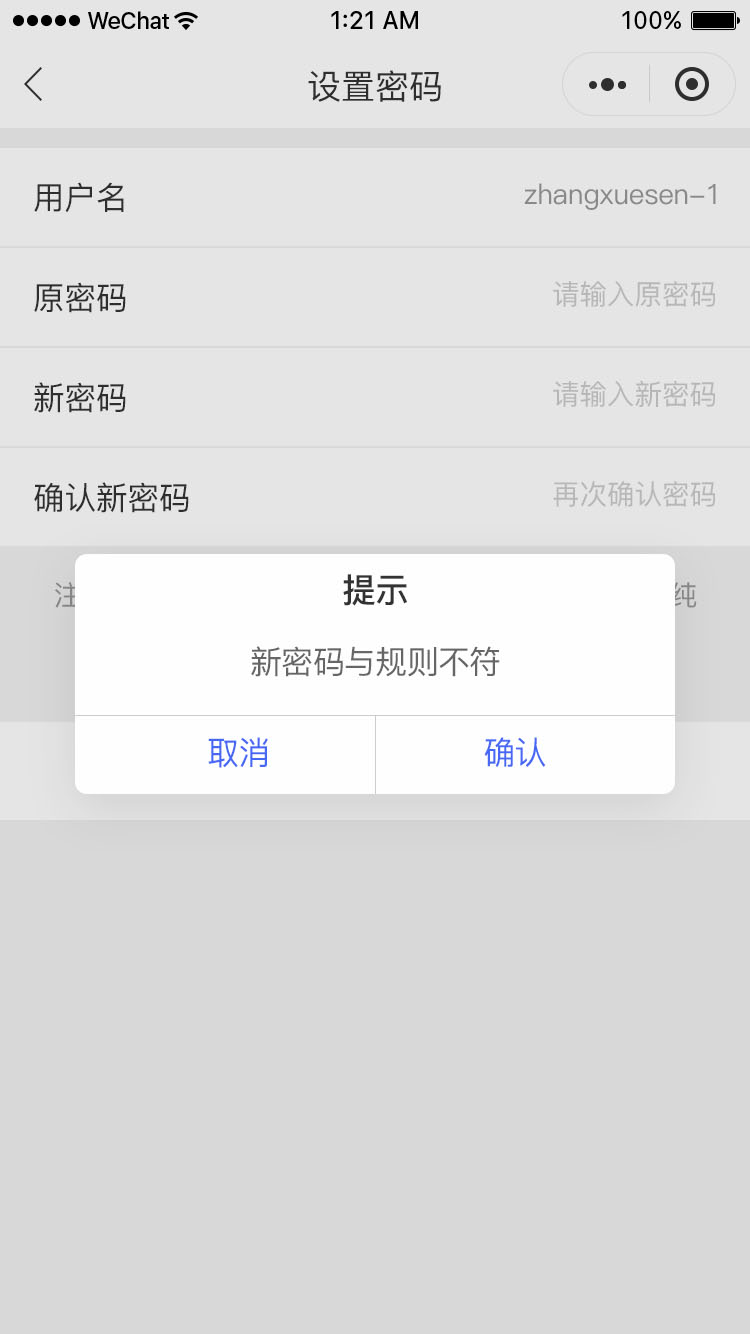 WeChat 1:21 AM 100%
设置密码
用户名 zhangxuesen-1
原密码 请输入原密码
新密码 请输入新密码
确认新密码 再次确认密码
注 纯
提示
新密码与规则不符
取消 确认